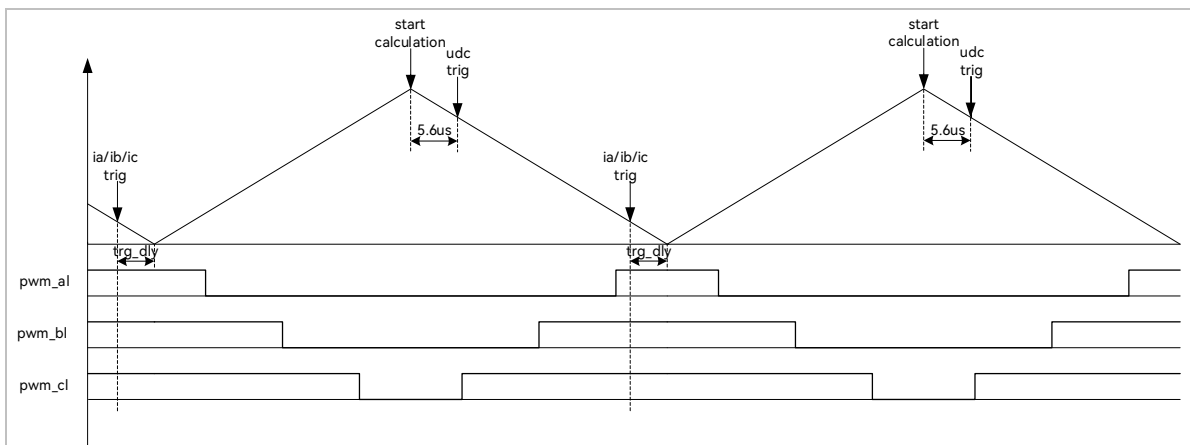 start
calculation
udc
trig
5.6us
ia/ib/ic
trig
trg_dly
start
calculation
udc
trig
5.6us
ia/ib/ic
trig
trg_dly
pwm_al
pwm_bl
pwm_cl